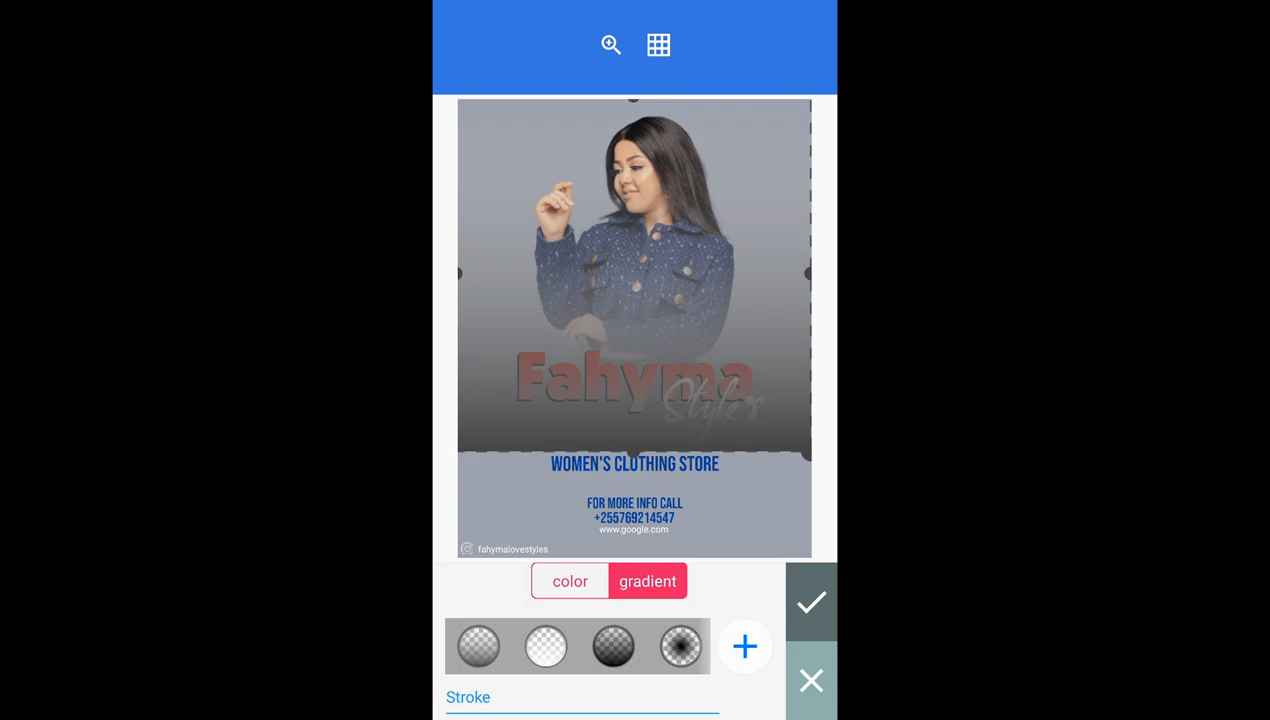 Fahyma
Styles
WOMEN'S CLOTHING STORE
FOR MORE INFO CALL
+255769214547
www.google.com
fahymalovestyles
color
gradient
Stroke